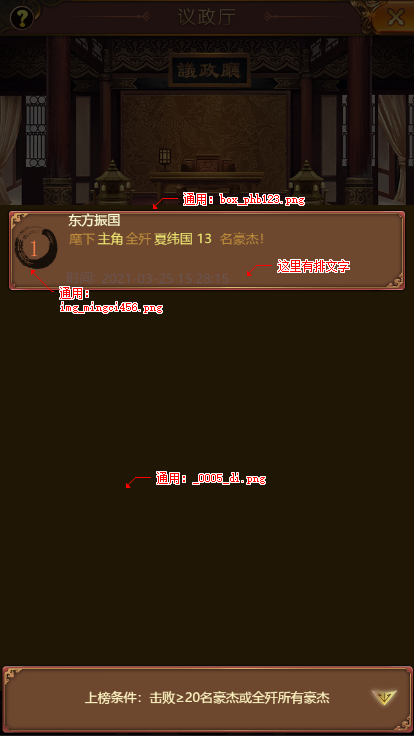 ?
议政厅
議政廳
通用：box_phb123.png
东方振国
麾下 主角 全歼 夏纬国 13 名豪杰！
1
这里有排文字
时间：2021-03-25 15:29:15
通用：
img_mingci456.png
通用：_0005_di.png
上榜条件：击败≥20名豪杰或全歼所有豪杰